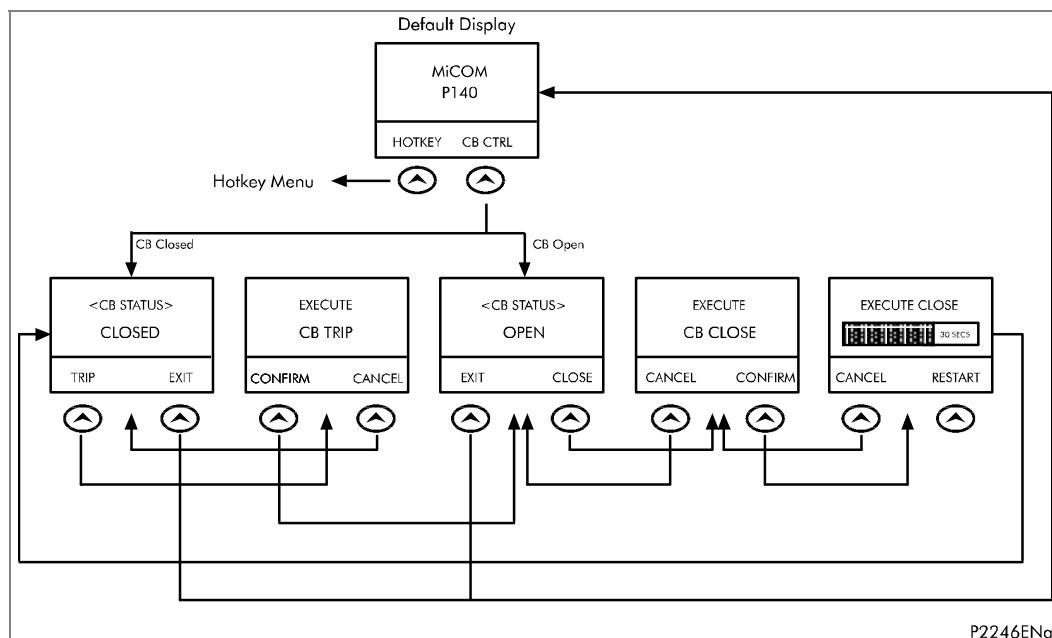 Default Display
MiCOM
P140
HOTKEY CB CTRL
Hotkey Menu
CB Closed
CB Open
<CB STATUS>
CLOSED
TRIP EXIT
EXECUTE
CB TRIP
CONFIRM CANCEL
<CB STATUS>
OPEN
EXIT CLOSE
EXECUTE
CB CLOSE
CANCEL CONFIRM
EXECUTE CLOSE
30 SECS
CANCEL RESTART
P2246ENa